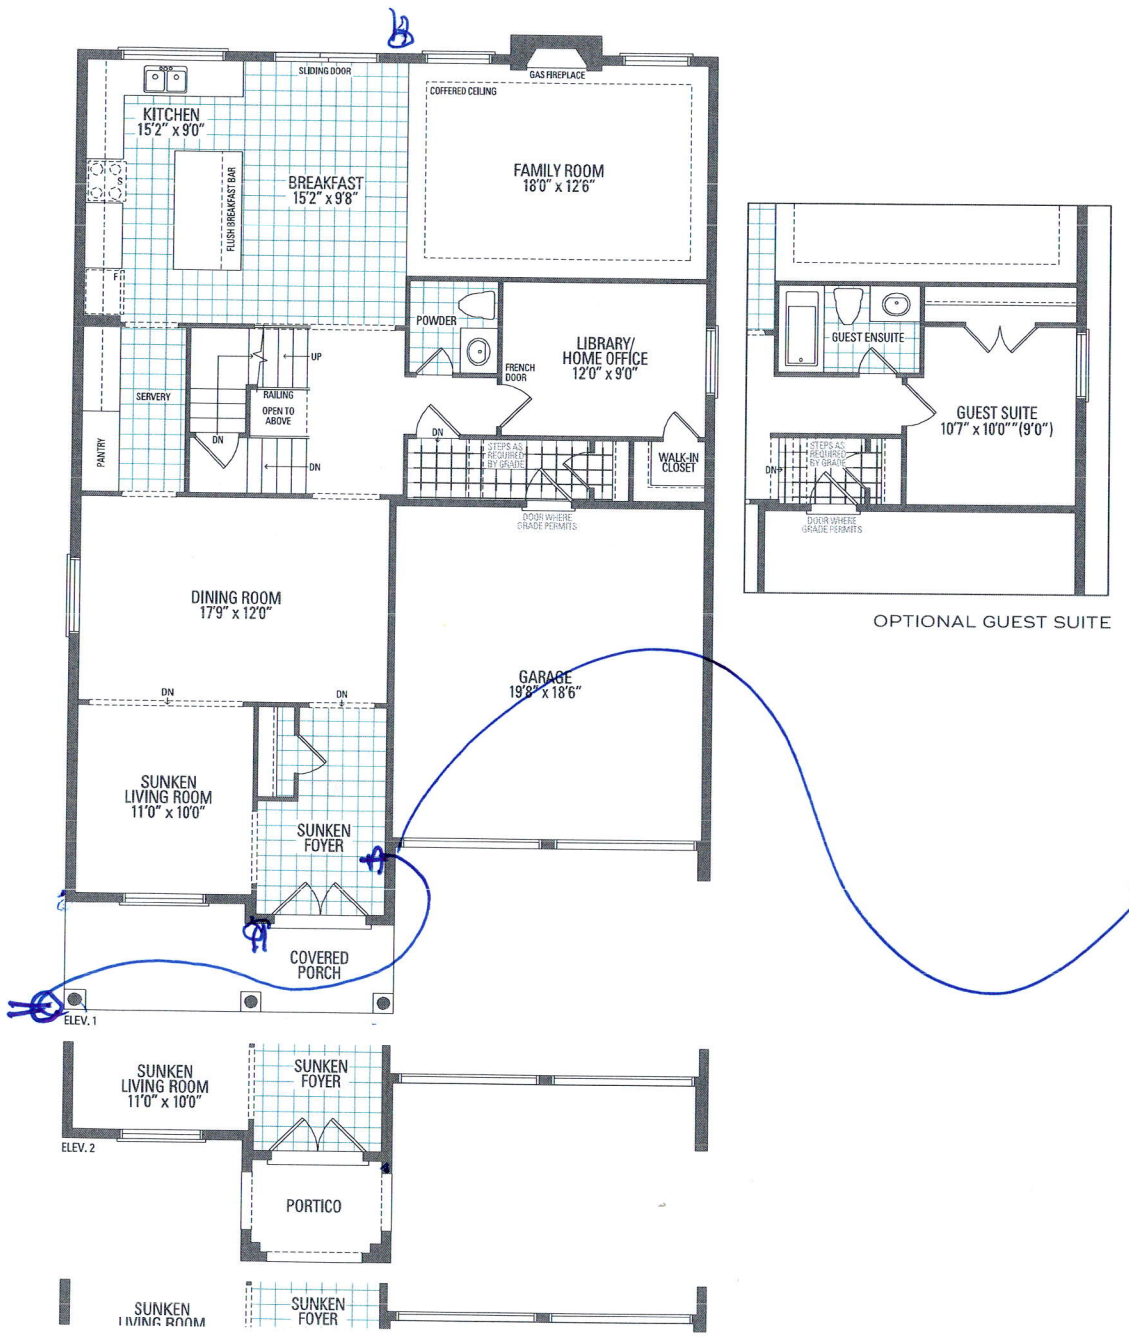 SLIDING DOOR
GAS FIREPLACE
COFFERED CEILING
KITCHEN
15'2" x 9'0"
FAMILY ROOM
18'0" x 12'6"
BREAKFAST
15'2" x 9'8"
FLUSH BREAKFAST BAR
S
F
POWDER
LIBRARY/
HOME OFFICE
12'0" x 9'0"
FRENCH
DOOR
UP
RAILING
OPEN TO
ABOVE
SERVERY
DN
DN
DN
PANTRY
STEPS AS
REQUIRED
BY GRADE
WALK-IN
CLOSET
DOOR WHERE
GRADE PERMITS
GUEST ENSUITE
GUEST SUITE
10'7" x 10'0"" (9'0")
STEPS AS
REQUIRED
BY GRADE
DN
DOOR WHERE
GRADE PERMITS
OPTIONAL GUEST SUITE
DINING ROOM
17'9" x 12'0"
GARAGE
19'8" x 18'6"
DN
DN
SUNKEN
LIVING ROOM
11'0" x 10'0"
SUNKEN
FOYER
COVERED
PORCH
ELEV. 1
SUNKEN
LIVING ROOM
11'0" x 10'0"
SUNKEN
FOYER
ELEV. 2
PORTICO
SUNKEN
LIVING ROOM
SUNKEN
FOYER